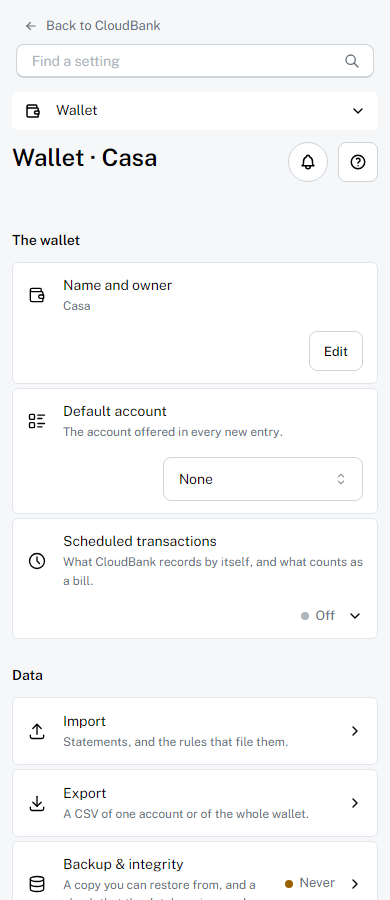 Back to CloudBank
Find a setting
Wallet
Wallet · Casa
The wallet
Name and owner
Casa
Edit
Default account
The account offered in every new entry.
None
Scheduled transactions
What CloudBank records by itself, and what counts as
a bill.
Off
Data
Import
Statements, and the rules that file them.
Export
A CSV of one account or of the whole wallet.
Backup & integrity
A copy you can restore from, and a
Never